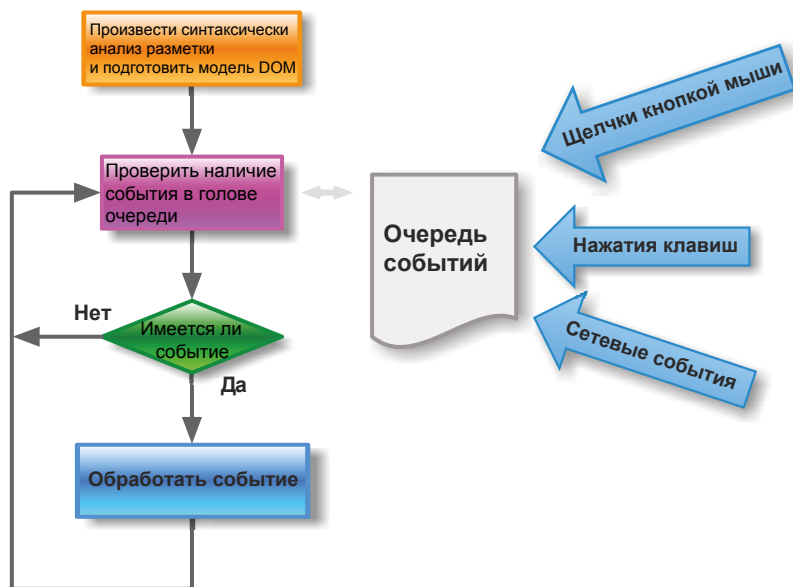 Произвести синтаксически
анализ разметки
и подготовить модель DOM
Щелчки кнопкой мыши
Проверить наличие
события в голове
очереди
Очередь
событий
Нажатия клавиш
Нет
Имеется ли
событие
Сетевые события
Да
Обработать событие